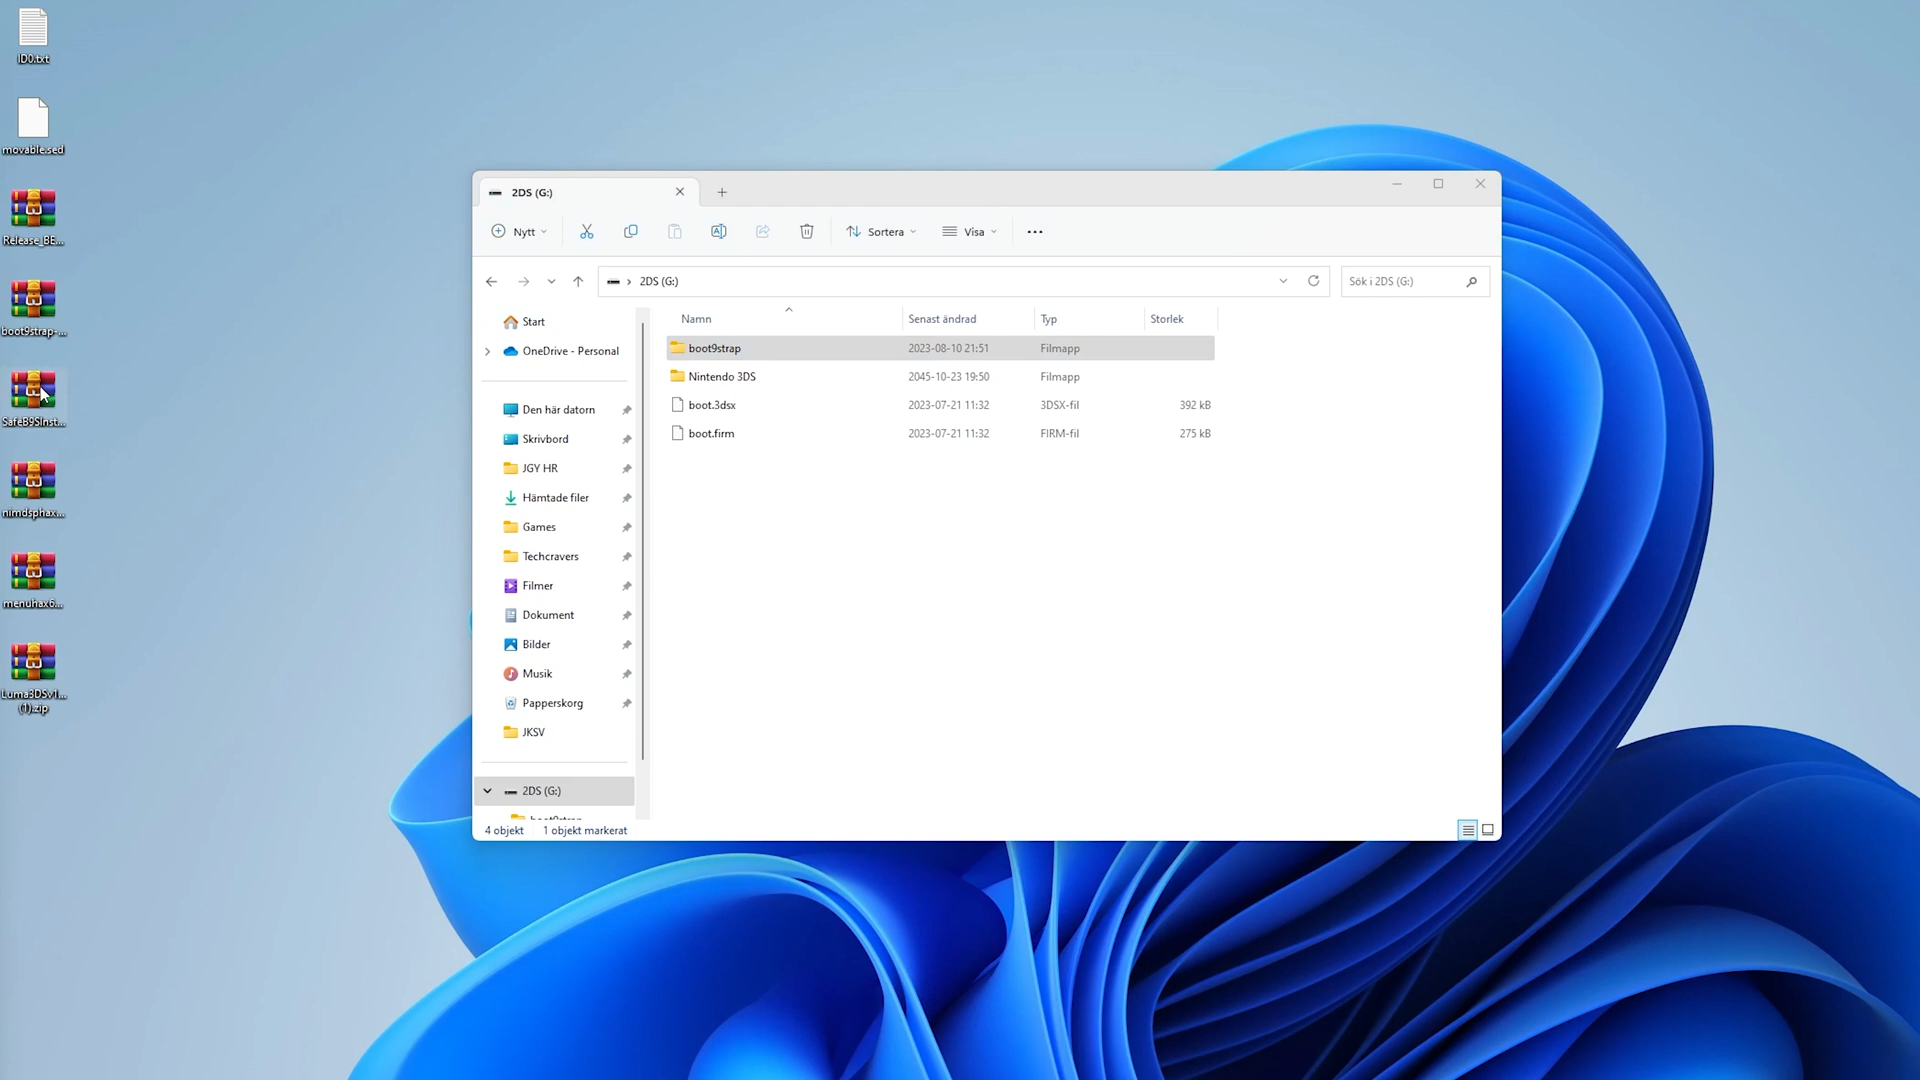 ID0.txt
movable.sed
Release_BE...
boot9strap-...
SafeB9SInst...
nimdsphax...
menuhax6...
Luma3DSv1...
(1).zip
2DS (G:)
Nytt
Sortera
Visa
2DS (G:)
Sök i 2DS (G:)
Start
OneDrive - Personal
Den här datorn
Skrivbord
JGY HR
Hämtade filer
Games
Techcravers
Filmer
Dokument
Bilder
Musik
Papperskorg
JKSV
2DS (G:)
boot9strap
Namn Senast ändrad Typ Storlek
boot9strap 2023-08-10 21:51 Filmapp
Nintendo 3DS 2045-10-23 19:50 Filmapp
boot.3dsx 2023-07-21 11:32 3DSX-fil 392 kB
boot.firm 2023-07-21 11:32 FIRM-fil 275 kB
4 objekt 1 objekt markerat